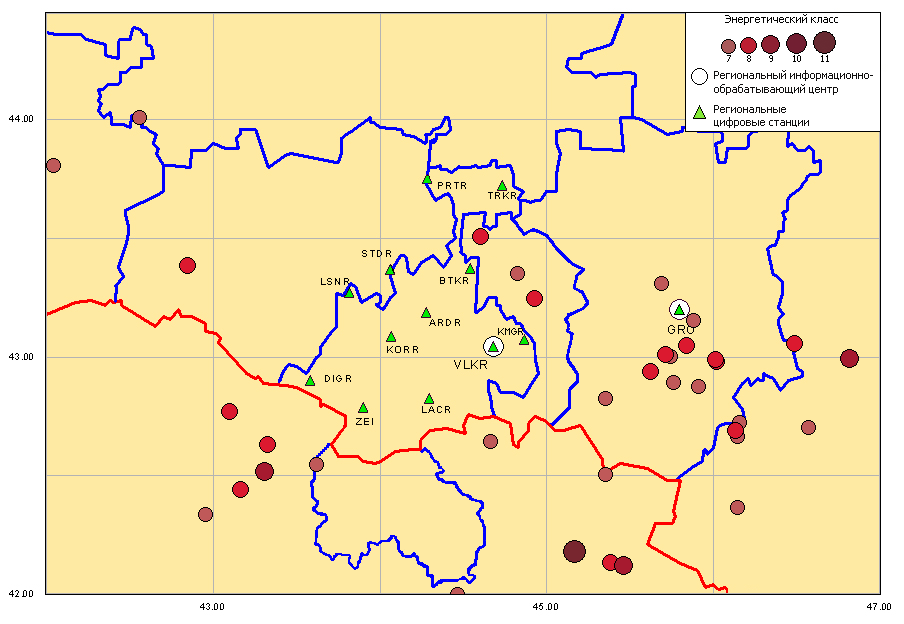 Энергетический класс
7 8 9 10 11
Региональный информационно-
обрабатывающий центр
Региональные
цифровые станции
44.00
PRTR
TRKR
STDR
LSNR
BTKR
ARDR
GRO
KMGR
KORR
43.00
VLKR
DIGR
LACR
ZEI
42.00
43.00
45.00
47.00